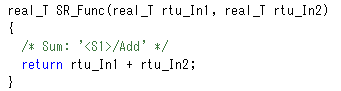 real_T SR_Func(real_T rtu_In1, real_T rtu_In2)
{
  /* Sum: '<S1>/Add' */
  return rtu_In1 + rtu_In2;
}